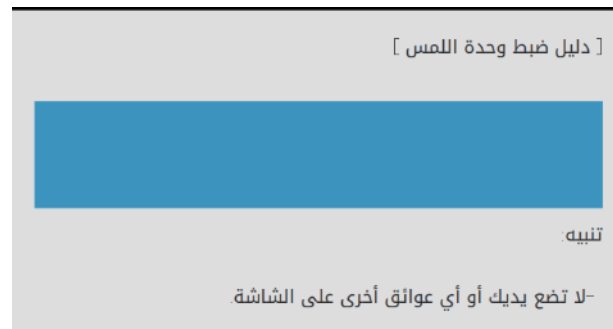 [ دليل ضبط وحدة اللمس ]
تنبيه:
-لا تضع يديك أو أي عوائق أخرى على الشاشة.